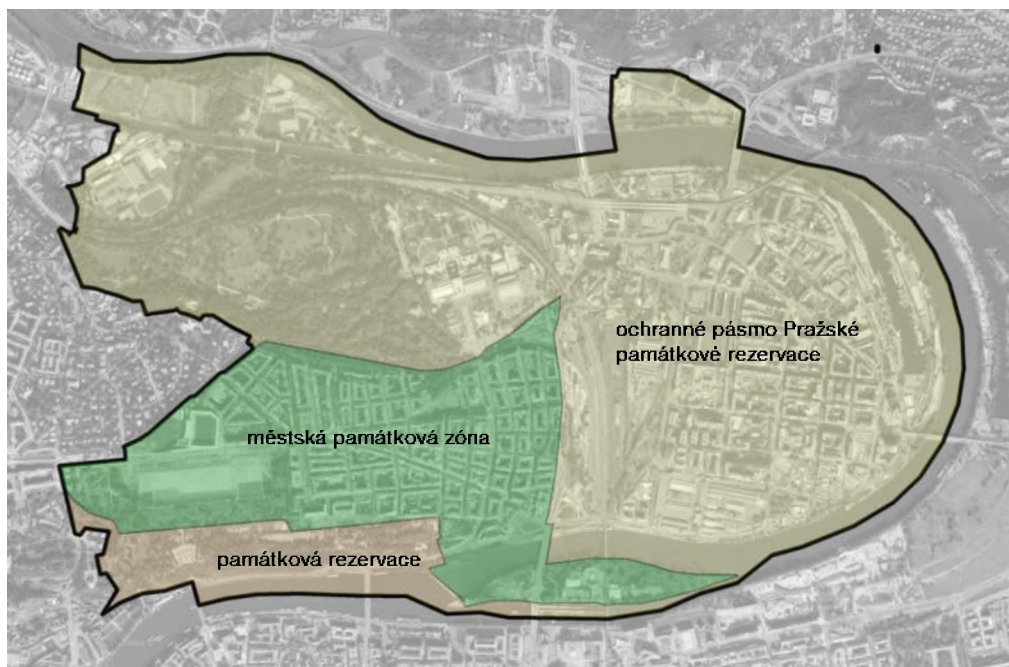 ochranné pásmo Pražské
památkové rezervace
městská památková zóna
památková rezervace